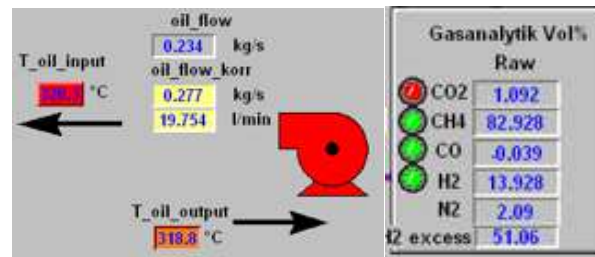 oil_flow
0.234 kg/s
T_oil_input
oil_flow_korr
°C
0.277 kg/s
19.754 l/min
T_oil_output
318.8 °C
Gasanalytik Vol%
Raw
CO2 1.092
CH4 82.928
CO -0.039
H2 13.928
N2 2.09
excess 51.06